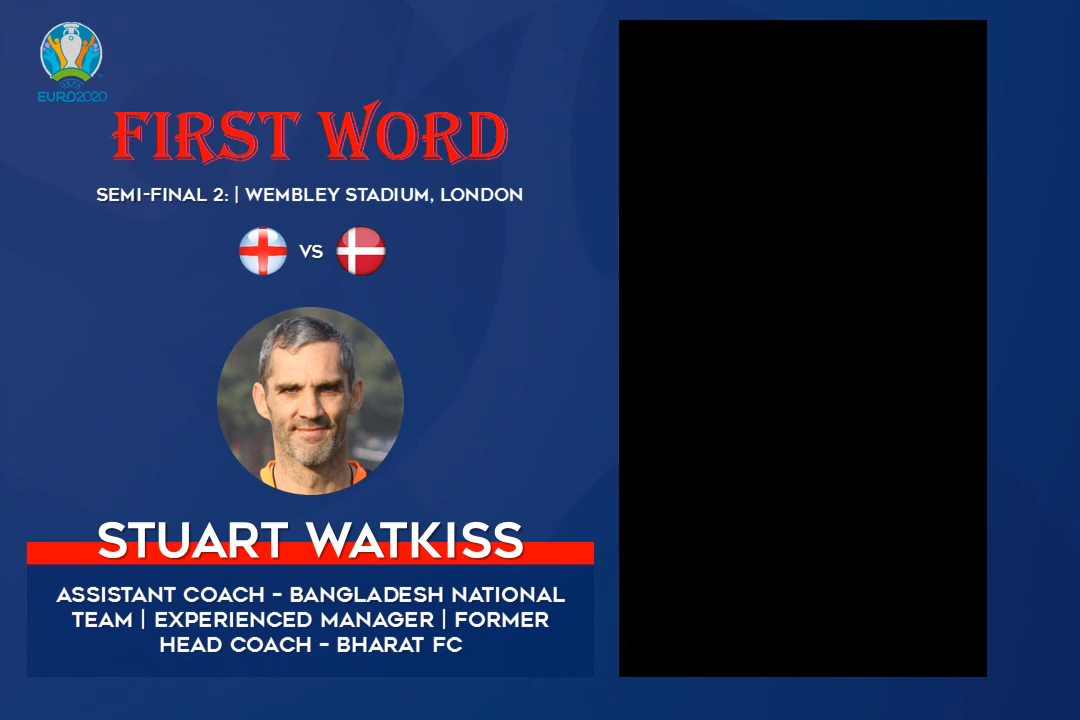 UEFA
EURO2020
FIRST WORD
SEMI-FINAL 2: | WEMBLEY STADIUM, LONDON
VS
STUART WATKISS
ASSISTANT COACH – BANGLADESH NATIONAL
TEAM | EXPERIENCED MANAGER | FORMER
HEAD COACH – BHARAT FC